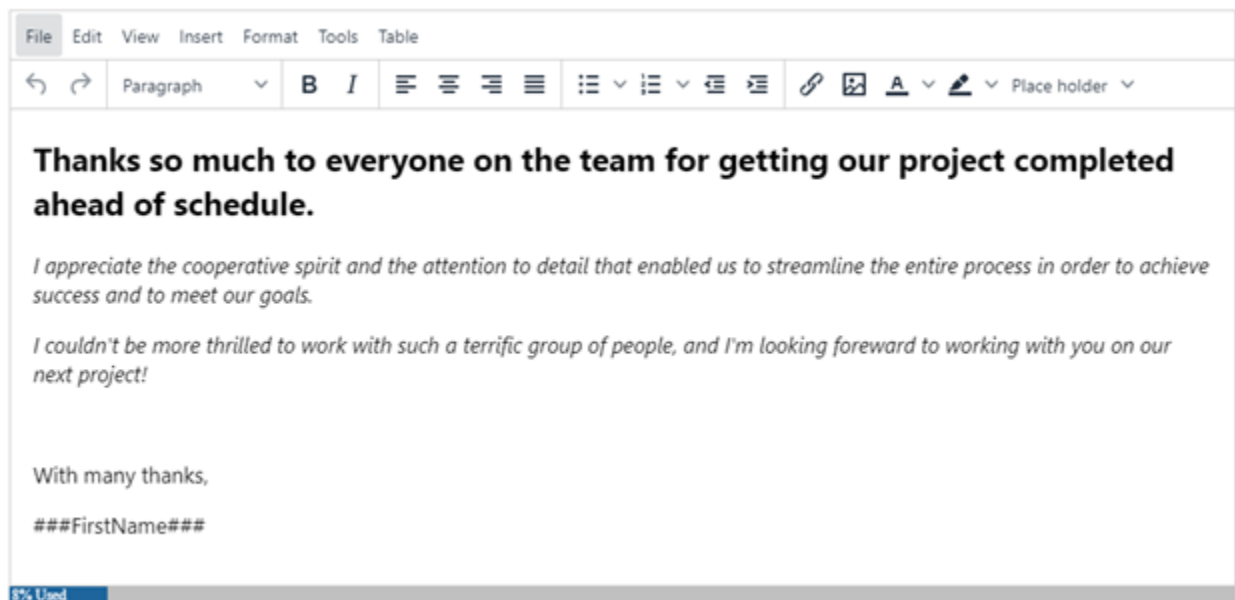 File Edit View Insert Format Tools Table
Paragraph B I A Place holder
Thanks so much to everyone on the team for getting our project completed
ahead of schedule.
I appreciate the cooperative spirit and the attention to detail that enabled us to streamline the entire process in order to achieve
success and to meet our goals.
I couldn't be more thrilled to work with such a terrific group of people, and I'm looking foreward to working with you on our
next project!
With many thanks,
###FirstName###
8% Used